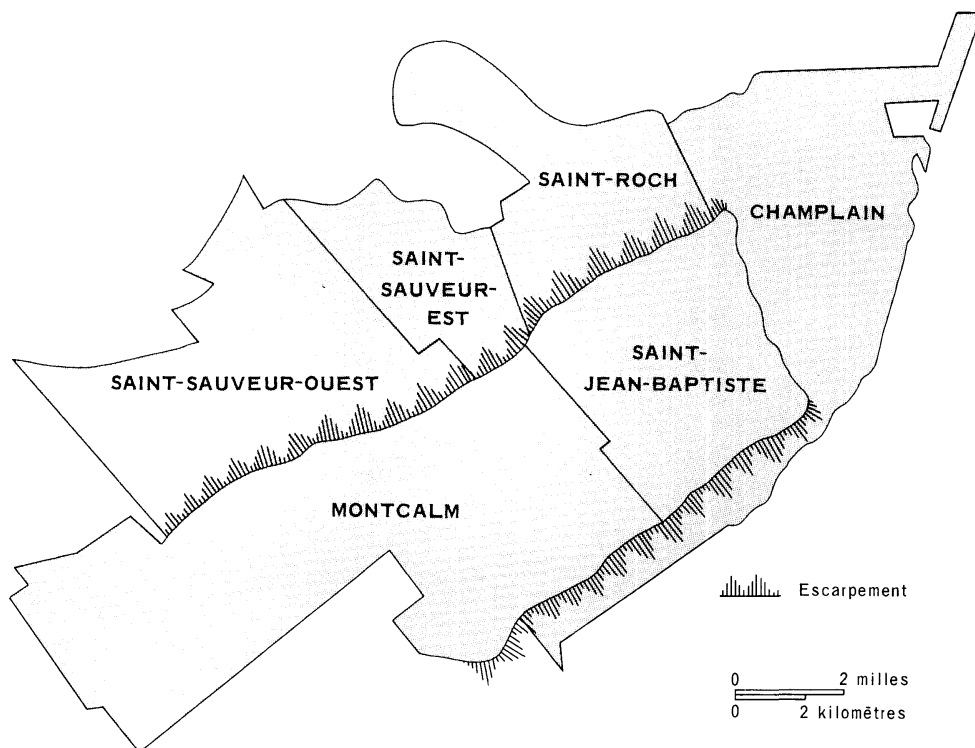 SAINT-ROCH
CHAMPLAIN
SAINT-
SAUVEUR-
EST
SAINT-
JEAN-BAPTISTE
SAINT-SAUVEUR-OUEST
MONTCALM
Escarpement
0 2 milles
0 2 kilomètres